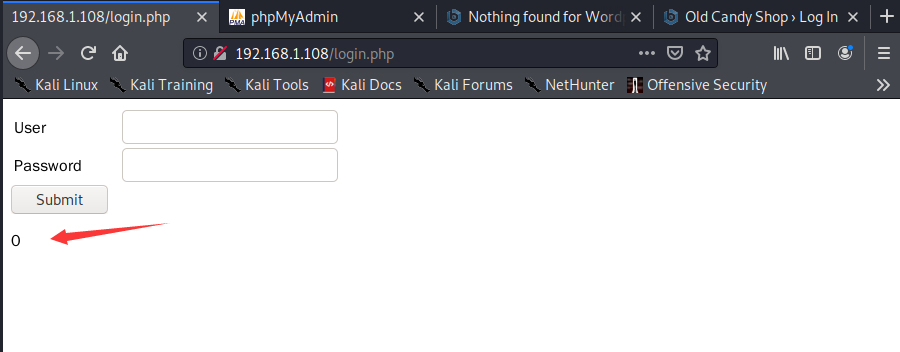 192.168.1.108/login.php
phpMyAdmin
Nothing found for Word
Old Candy Shop › Log In
192.168.1.108/login.php
Kali Linux Kali Training Kali Tools Kali Docs Kali Forums NetHunter Offensive Security
User
Password
Submit
0